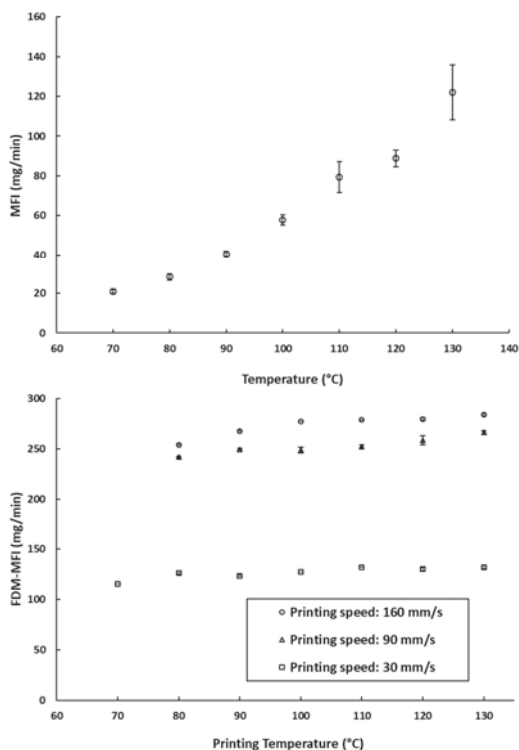 160
140
120
100
80
60
40
20
0
MFI (mg/min)
60 70 80 90 100 110 120 130 140
Temperature (°C)
300
250
200
150
100
50
0
FDM-MFI (mg/min)
Printing speed: 160 mm/s
Printing speed: 90 mm/s
Printing speed: 30 mm/s
60 70 80 90 100 110 120 130
Printing Temperature (°C)